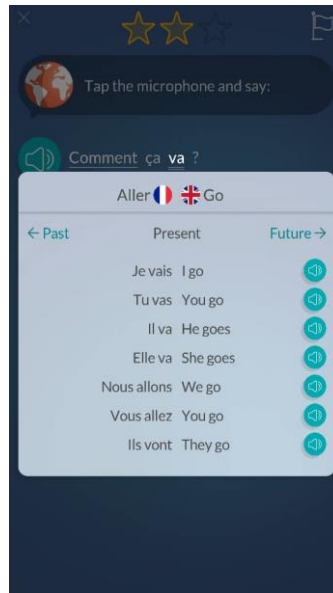 Tap the microphone and say:
Comment ça va ?
Aller Go
← Past Present Future →
Je vais I go
Tu vas You go
Il va He goes
Elle va She goes
Nous allons We go
Vous allez You go
Ils vont They go